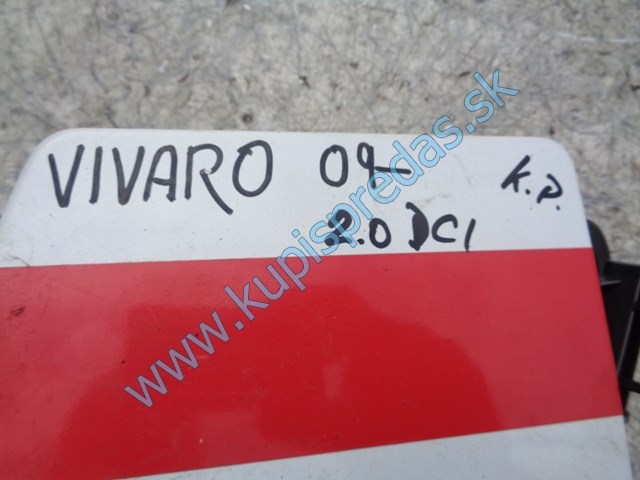 VIVARO 09 K.P.
2.0 DCI
www.kupispredas.sk